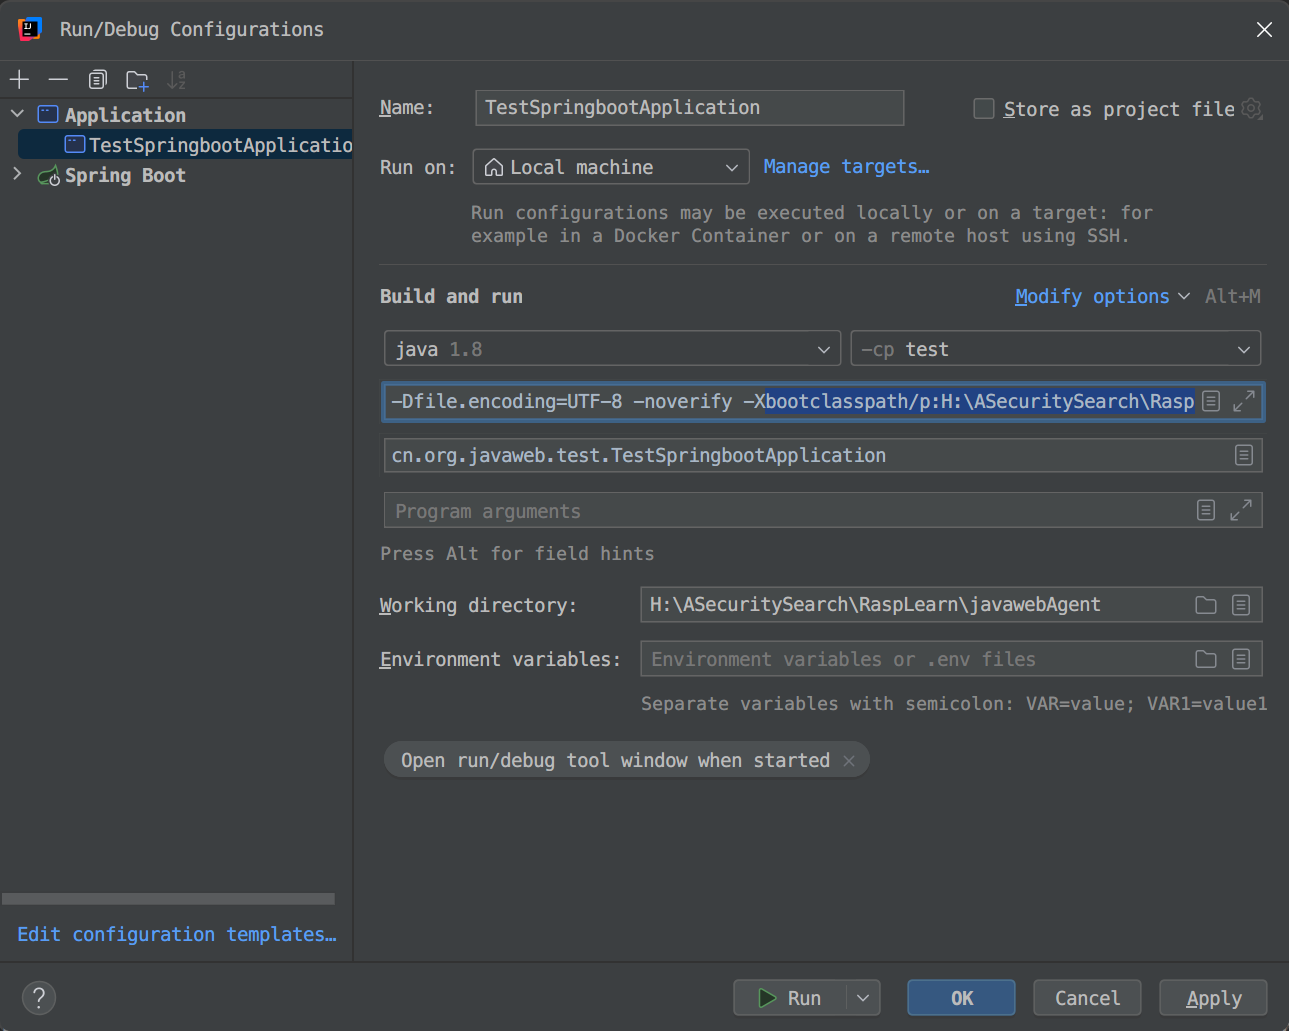 Run/Debug Configurations
Application
TestSpringbootApplicatio
Spring Boot
Edit configuration templates…
Name: TestSpringbootApplication Store as project file
Run on: Local machine Manage targets…
Run configurations may be executed locally or on a target: for
example in a Docker Container or on a remote host using SSH.
Build and run Modify options Alt+M
java 1.8 -cp test
-Dfile.encoding=UTF-8 -noverify -Xbootclasspath/p:H:\ASecuritySearch\Rasp
cn.org.javaweb.test.TestSpringbootApplication
Program arguments
Press Alt for field hints
Working directory: H:\ASecuritySearch\RaspLearn\javawebAgent
Environment variables: Environment variables or .env files
Separate variables with semicolon: VAR=value; VAR1=value1
Open run/debug tool window when started ×
? Run OK Cancel Apply